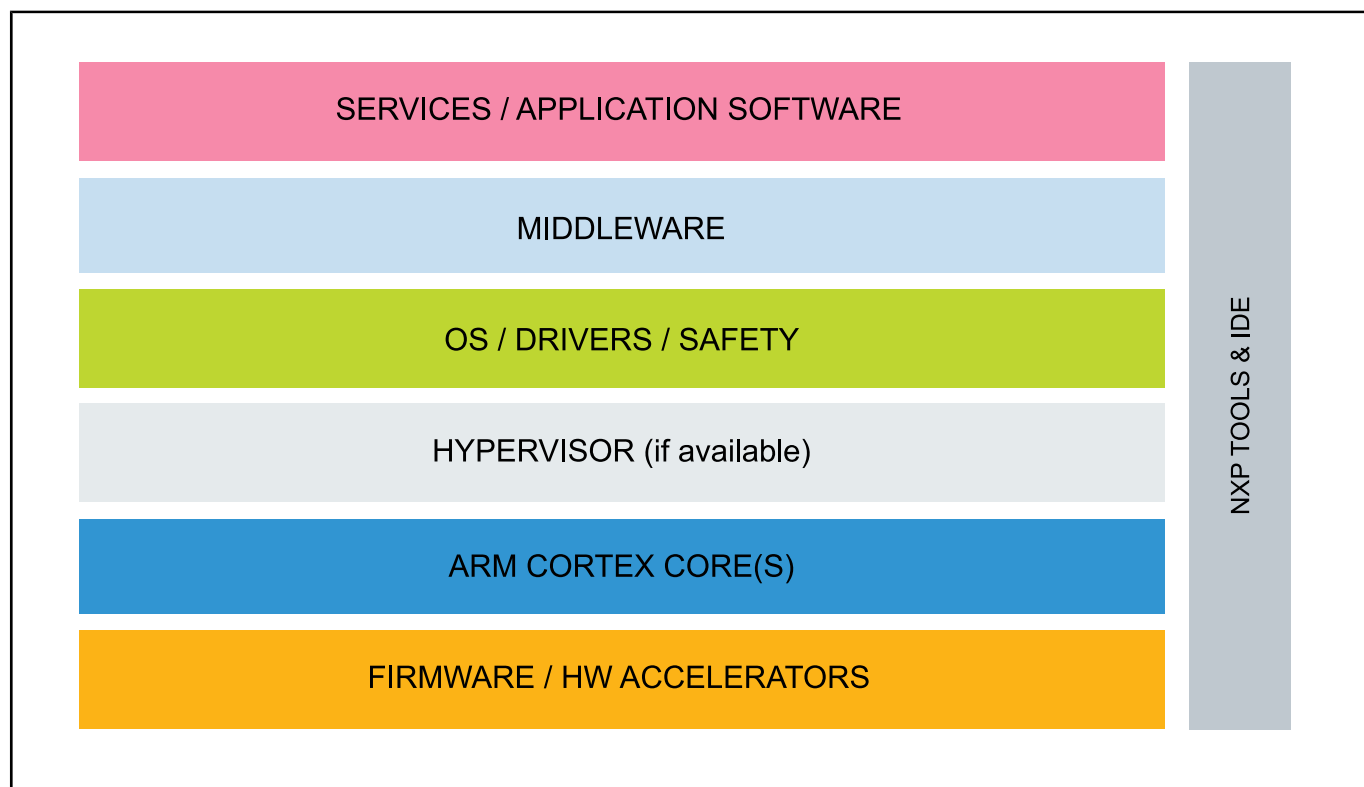 SERVICES / APPLICATION SOFTWARE
MIDDLEWARE
OS / DRIVERS / SAFETY
HYPERVISOR (if available)
ARM CORTEX CORE(S)
FIRMWARE / HW ACCELERATORS
NXP TOOLS & IDE